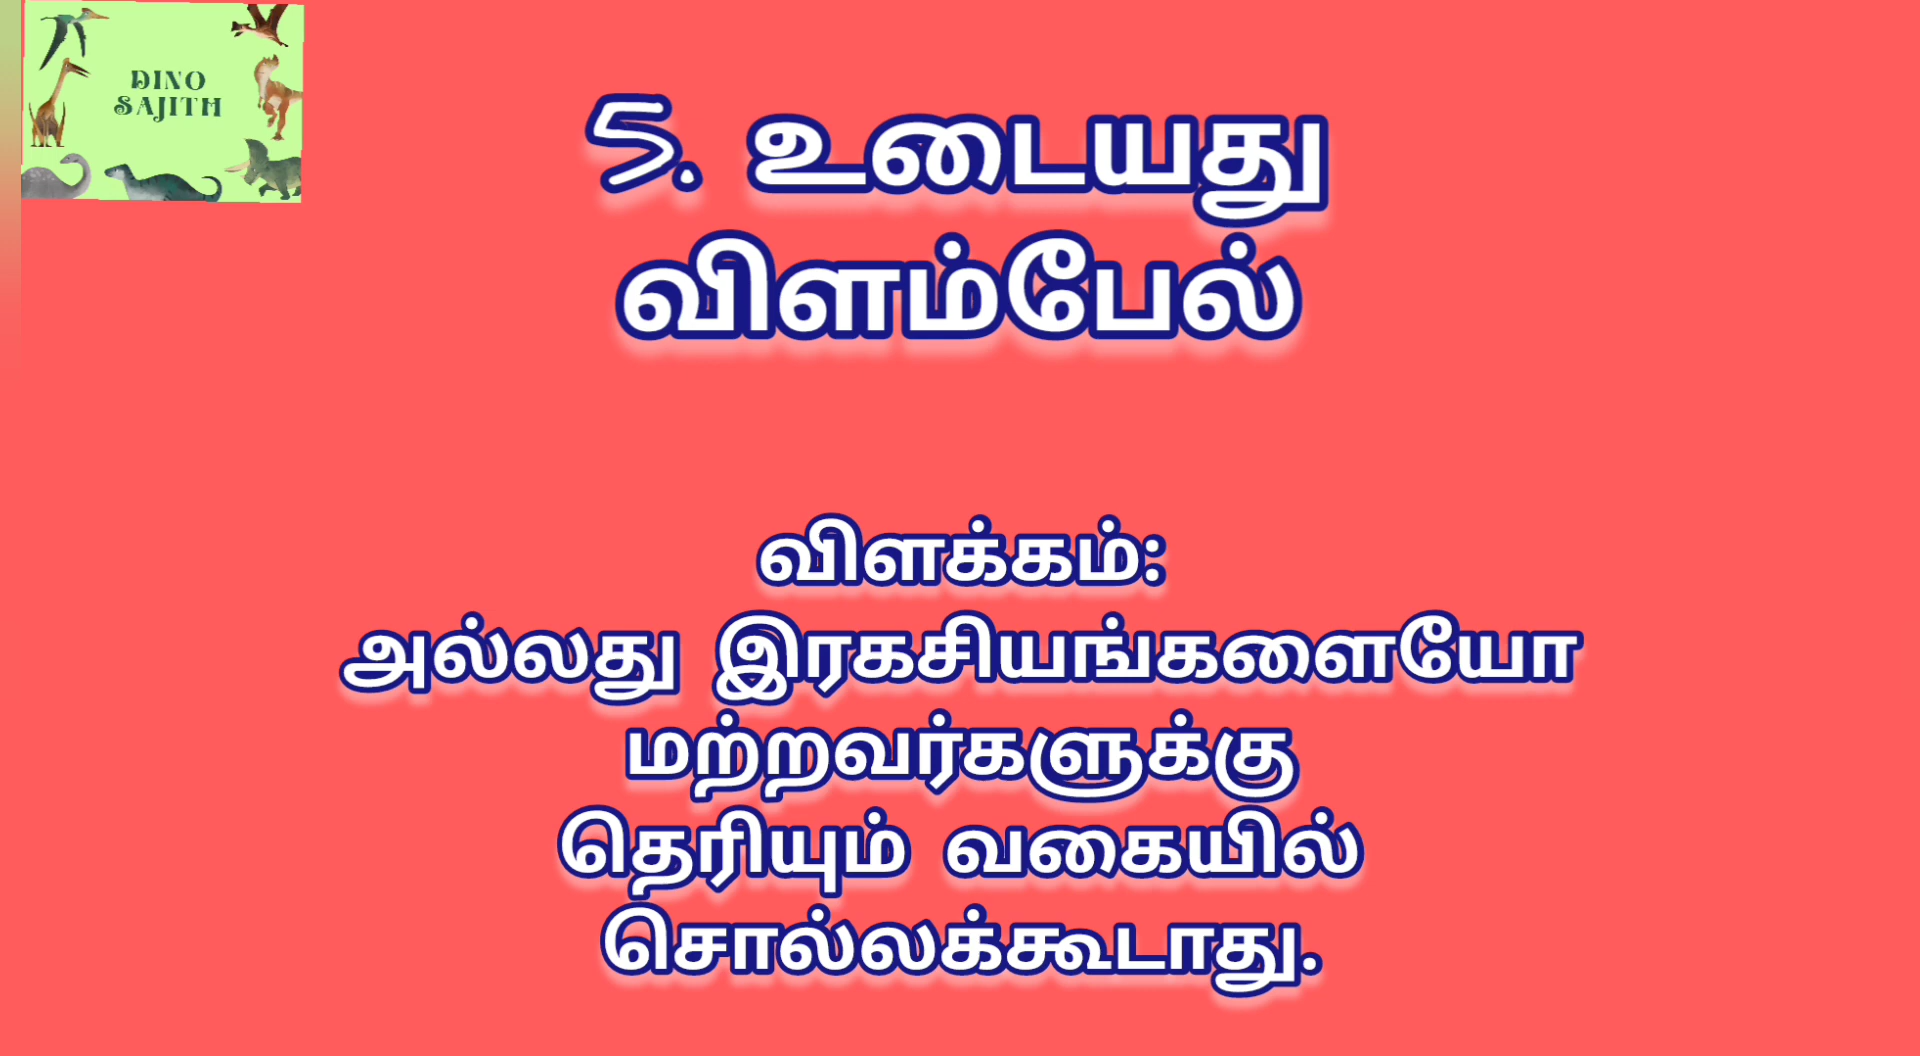 DINO
SAJITH
5. உடையது
விளம்பேல்
விளக்கம்:
அல்லது இரகசியங்களையோ
மற்றவர்களுக்கு
தெரியும் வகையில்
சொல்லக்கூடாது.